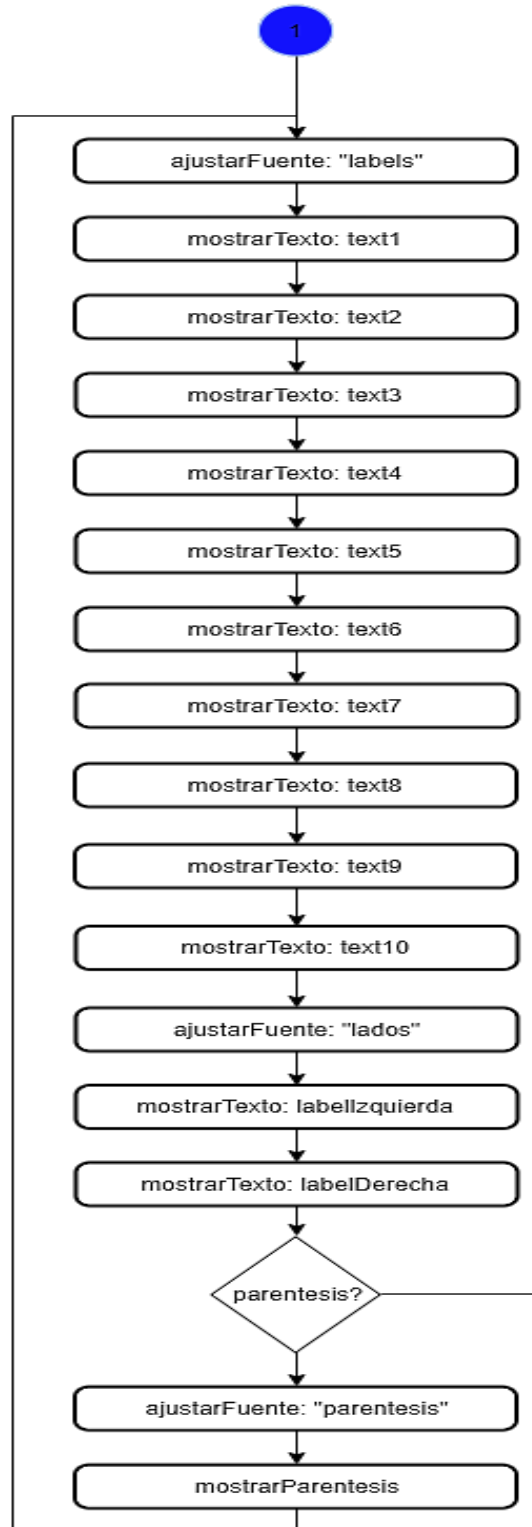 1
ajustarFuente: "labels"
mostrarTexto: text1
mostrarTexto: text2
mostrarTexto: text3
mostrarTexto: text4
mostrarTexto: text5
mostrarTexto: text6
mostrarTexto: text7
mostrarTexto: text8
mostrarTexto: text9
mostrarTexto: text10
ajustarFuente: "lados"
mostrarTexto: labelIzquierda
mostrarTexto: labelDerecha
parentesis?
ajustarFuente: "parentesis"
mostrarParentesis